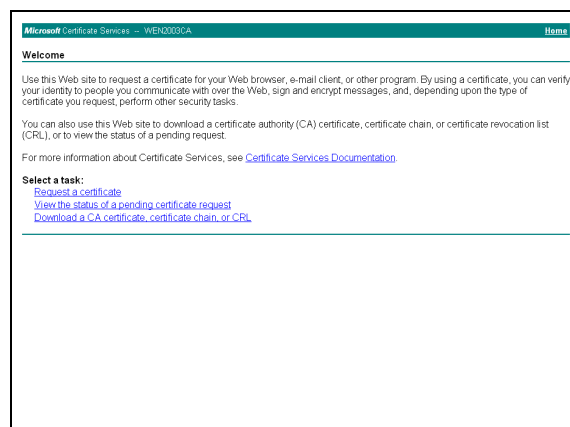 Microsoft Certificate Services -- WEN2003CA Home
Welcome
Use this Web site to request a certificate for your Web browser, e-mail client, or other program. By using a certificate, you can verify
your identity to people you communicate with over the Web, sign and encrypt messages, and, depending upon the type of
certificate you request, perform other security tasks.
You can also use this Web site to download a certificate authority (CA) certificate, certificate chain, or certificate revocation list
(CRL), or to view the status of a pending request.
For more information about Certificate Services, see Certificate Services Documentation.
Select a task:
Request a certificate
View the status of a pending certificate request
Download a CA certificate, certificate chain, or CRL